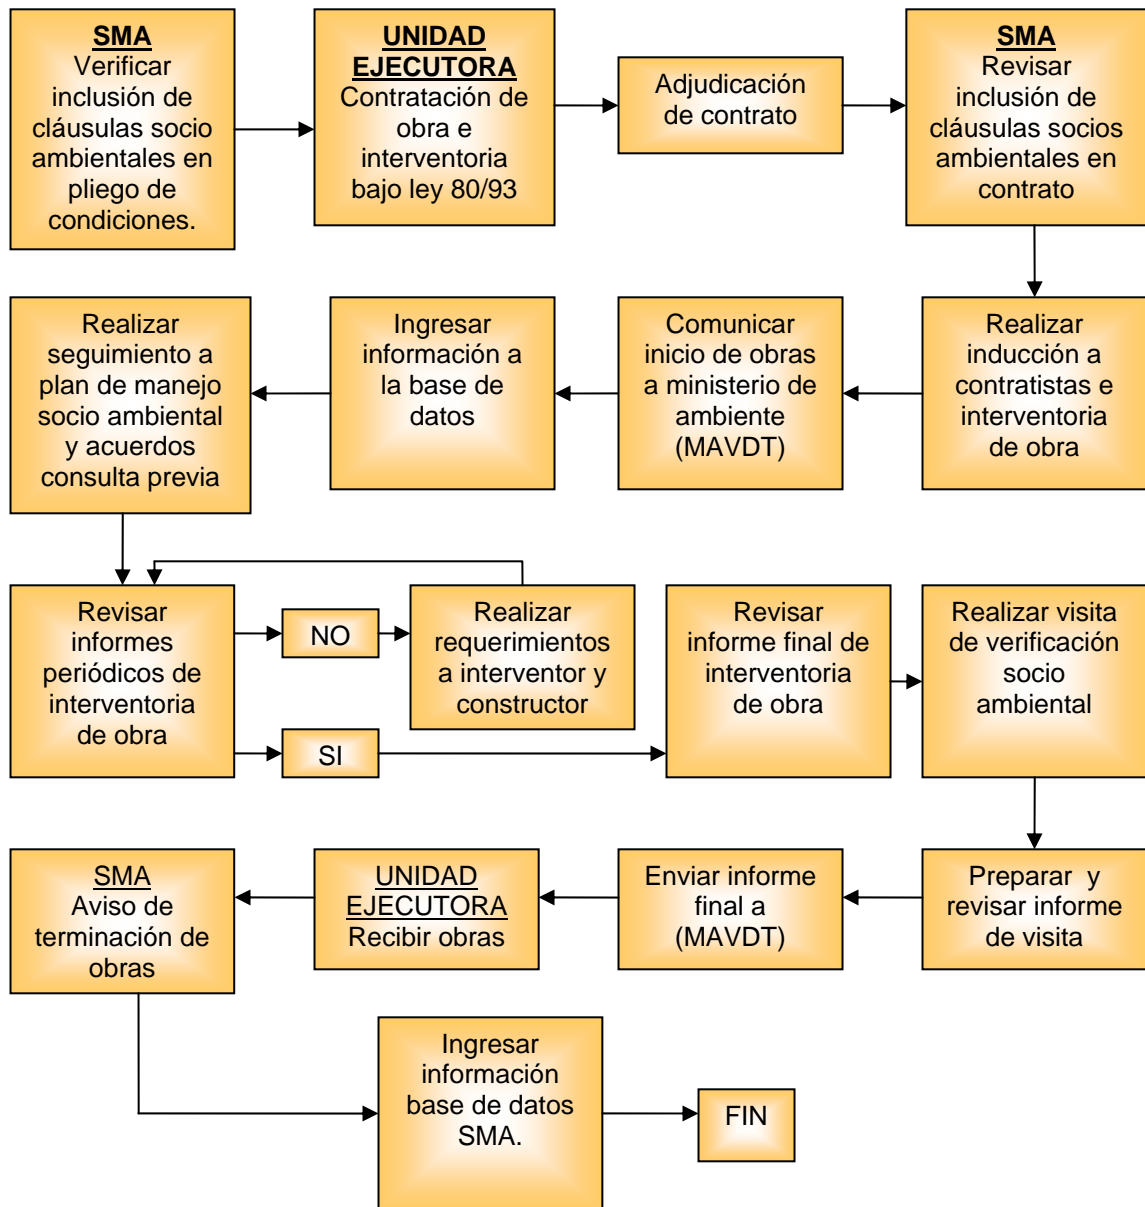 SMA
Verificar
inclusión de
cláusulas socio
ambientales en
pliego de
condiciones.
UNIDAD
EJECUTORA
Contratación de
obra e
interventoria
bajo ley 80/93
Adjudicación
de contrato
SMA
Revisar
inclusión de
cláusulas socios
ambientales en
contrato
Realizar
inducción a
contratistas e
interventoria
de obra
Comunicar
inicio de obras
a ministerio de
ambiente
(MAVDT)
Ingresar
información a
la base de
datos
Realizar
seguimiento a
plan de manejo
socio ambiental
y acuerdos
consulta previa
Revisar
informes
periódicos de
interventoria
de obra
NO
Realizar
requerimientos
a interventor y
constructor
SI
Revisar
informe final de
interventoria
de obra
Realizar visita
de verificación
socio
ambiental
Preparar y
revisar informe
de visita
Enviar informe
final a
(MAVDT)
UNIDAD
EJECUTORA
Recibir obras
SMA
Aviso de
terminación de
obras
Ingresar
información
base de datos
SMA.
FIN